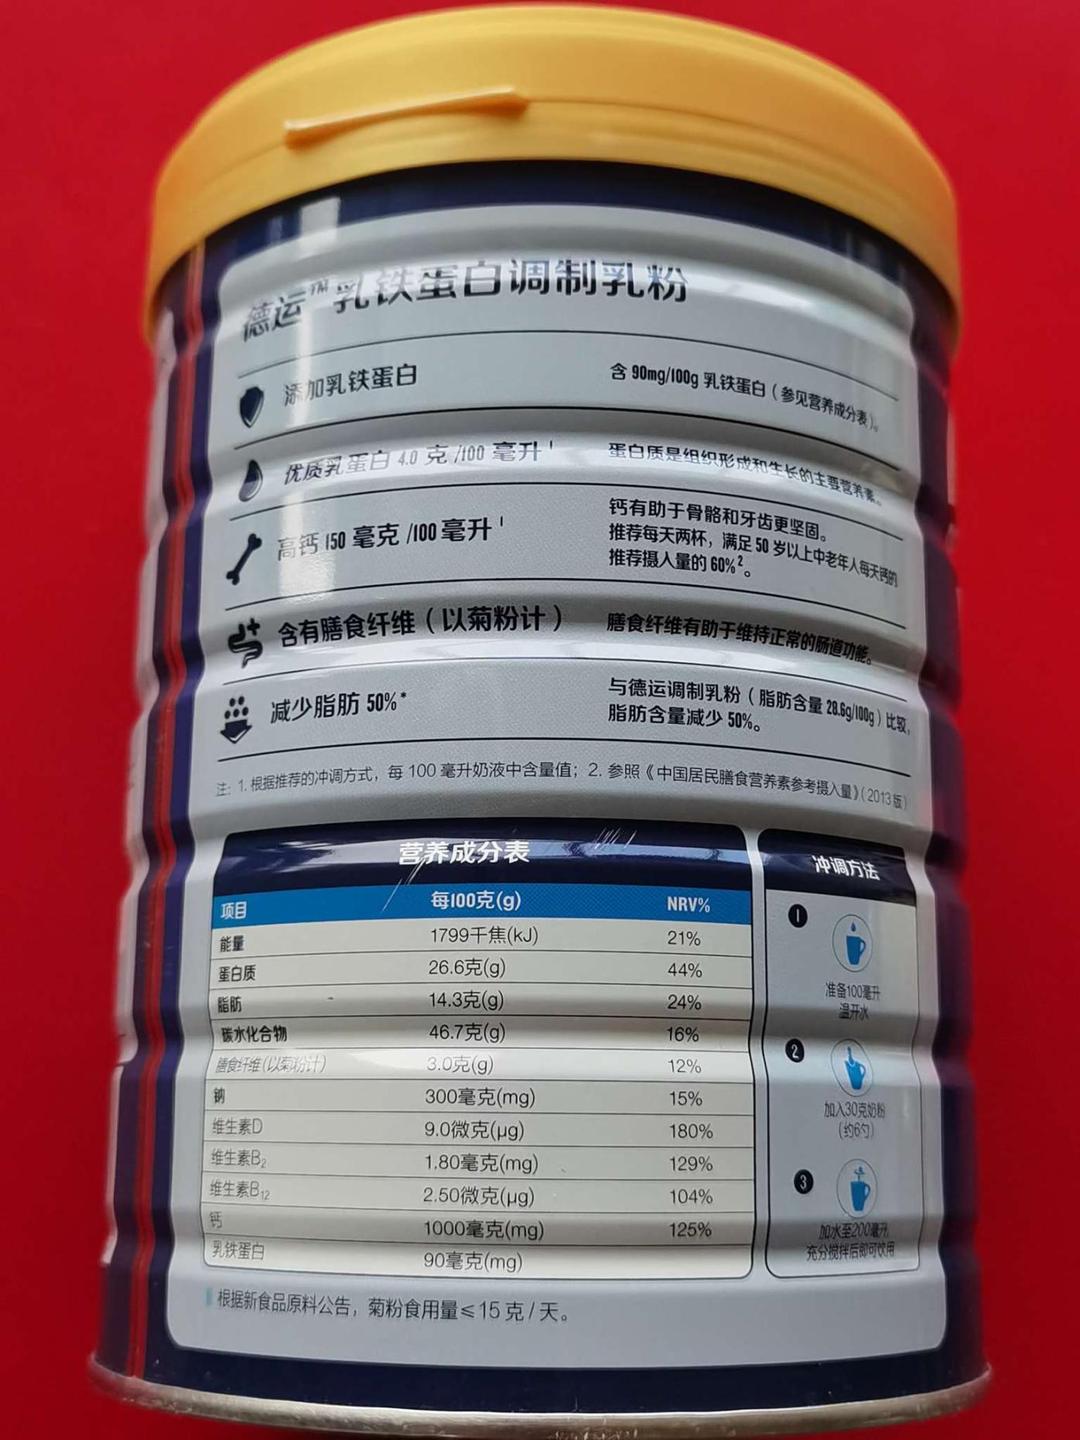 德运™乳铁蛋白调制乳粉
添加乳铁蛋白
含 90mg/100g 乳铁蛋白（参见营养成分表）。
优质乳蛋白 4.0 克 /100 毫升1
蛋白质是组织形成和生长的主要营养素。
高钙 150 毫克 /100 毫升1
钙有助于骨骼和牙齿更坚固。
推荐每天两杯，满足 50 岁以上中老年人每天钙的
推荐摄入量的 60%2。
含有膳食纤维（以菊粉计）
膳食纤维有助于维持正常的肠道功能。
减少脂肪 50%*
与德运调制乳粉（脂肪含量 28.6g/100g）比较，
脂肪含量减少 50%。
注：1. 根据推荐的冲调方式，每 100 毫升奶液中含量值；2. 参照《中国居民膳食营养素参考摄入量》（2013 版）
营养成分表
项目 每100克(g) NRV%
能量 1799千焦(kJ) 21%
蛋白质 26.6克(g) 44%
脂肪 14.3克(g) 24%
碳水化合物 46.7克(g) 16%
膳食纤维(以菊粉计) 3.0克(g) 12%
钠 300毫克(mg) 15%
维生素D 9.0微克(μg) 180%
维生素B2 1.80毫克(mg) 129%
维生素B12 2.50微克(μg) 104%
钙 1000毫克(mg) 125%
乳铁蛋白 90毫克(mg)
冲调方法
1
准备100毫升
温开水
2
加入30克奶粉
(约6勺)
3
加水至200毫升,
充分搅拌后即可饮用
根据新食品原料公告，菊粉食用量≤15 克 / 天。